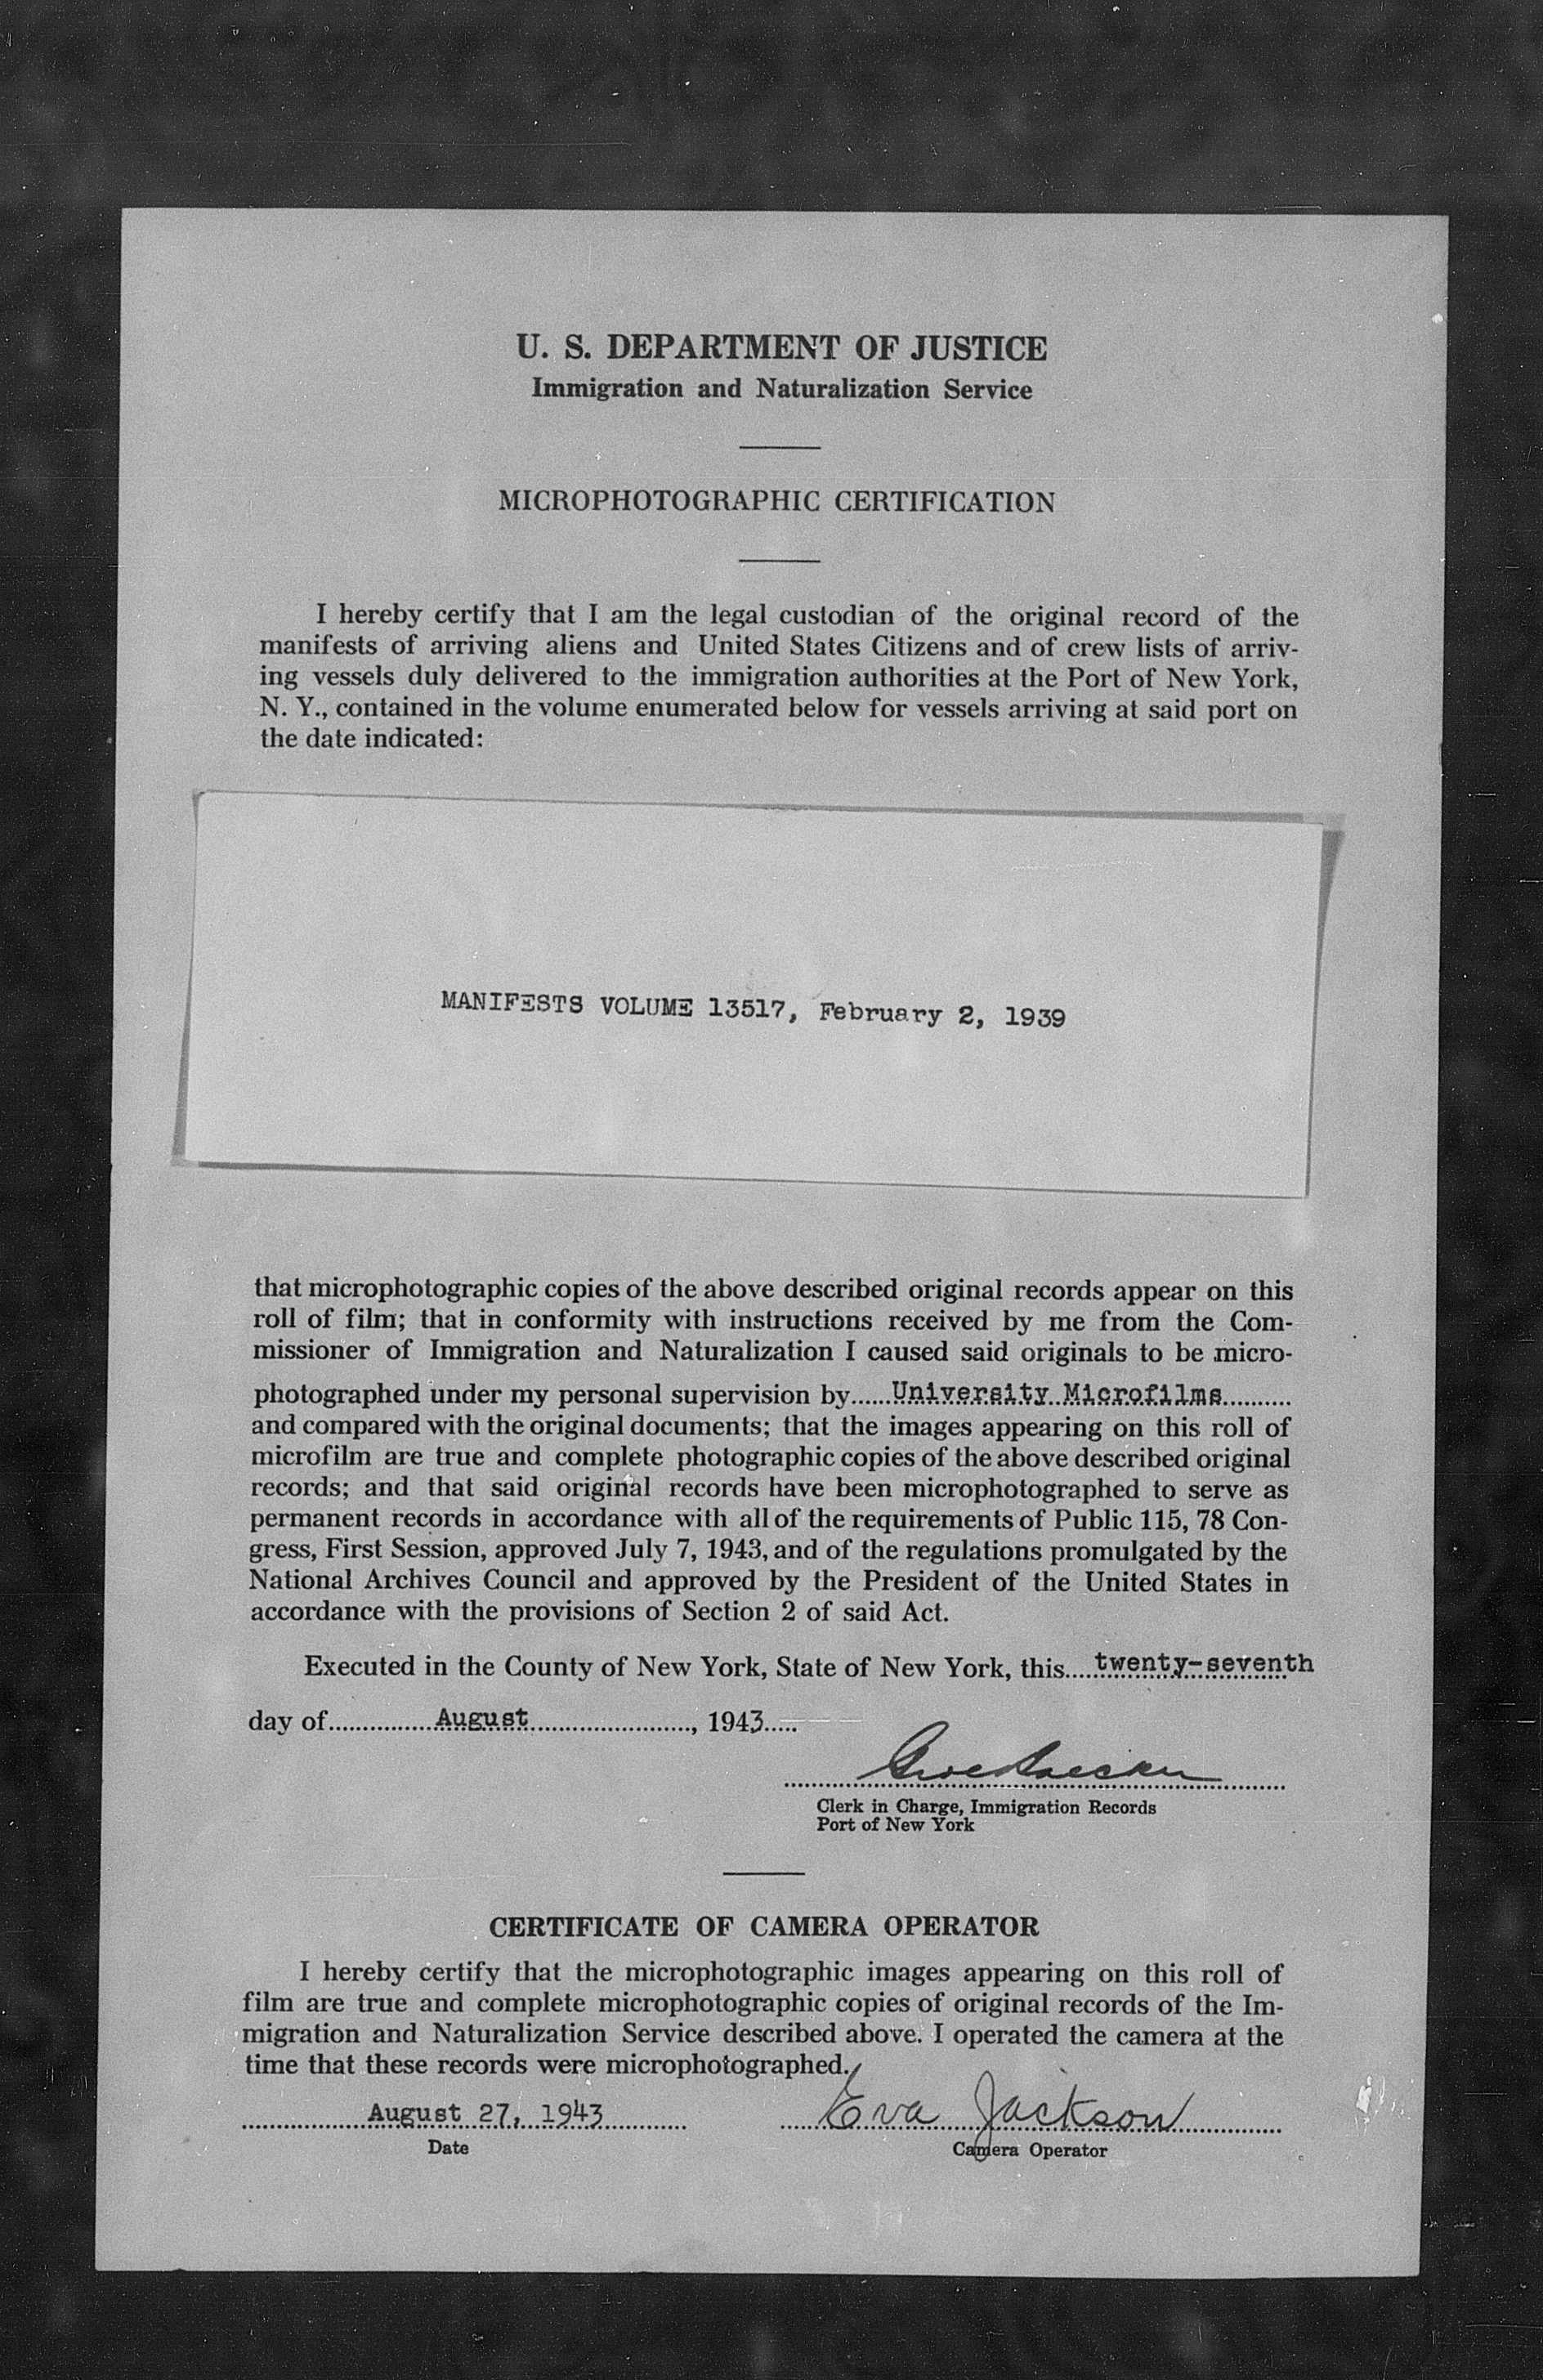 U. S. DEPARTMENT OF JUSTICE
Immigration and Naturalization Service
MICROPHOTOGRAPHIC CERTIFICATION
I hereby certify that I am the legal custodian of the original record of the
manifests of arriving aliens and United States Citizens and of crew lists of arriv-
ing vessels duly delivered to the immigration authorities at the Port of New York,
N. Y., contained in the volume enumerated below for vessels arriving at said port on
the date indicated:
MANIFESTS VOLUME 13517, February 2, 1939
that microphotographic copies of the above described original records appear on this
roll of film; that in conformity with instructions received by me from the Com-
missioner of Immigration and Naturalization I caused said originals to be micro-
photographed under my personal supervision by......University Microfilms..........
and compared with the original documents; that the images appearing on this roll of
microfilm are true and complete photographic copies of the above described original
records; and that said original records have been microphotographed to serve as
permanent records in accordance with all of the requirements of Public 115, 78 Con-
gress, First Session, approved July 7, 1943, and of the regulations promulgated by the
National Archives Council and approved by the President of the United States in
accordance with the provisions of Section 2 of said Act.
Executed in the County of New York, State of New York, this.....twenty-seventh
day of................August........................, 1943.....
Clerk in Charge, Immigration Records
Port of New York
CERTIFICATE OF CAMERA OPERATOR
I hereby certify that the microphotographic images appearing on this roll of
film are true and complete microphotographic copies of original records of the Im-
migration and Naturalization Service described above. I operated the camera at the
time that these records were microphotographed.
August 27, 1943 Eva Jackson
Date Camera Operator